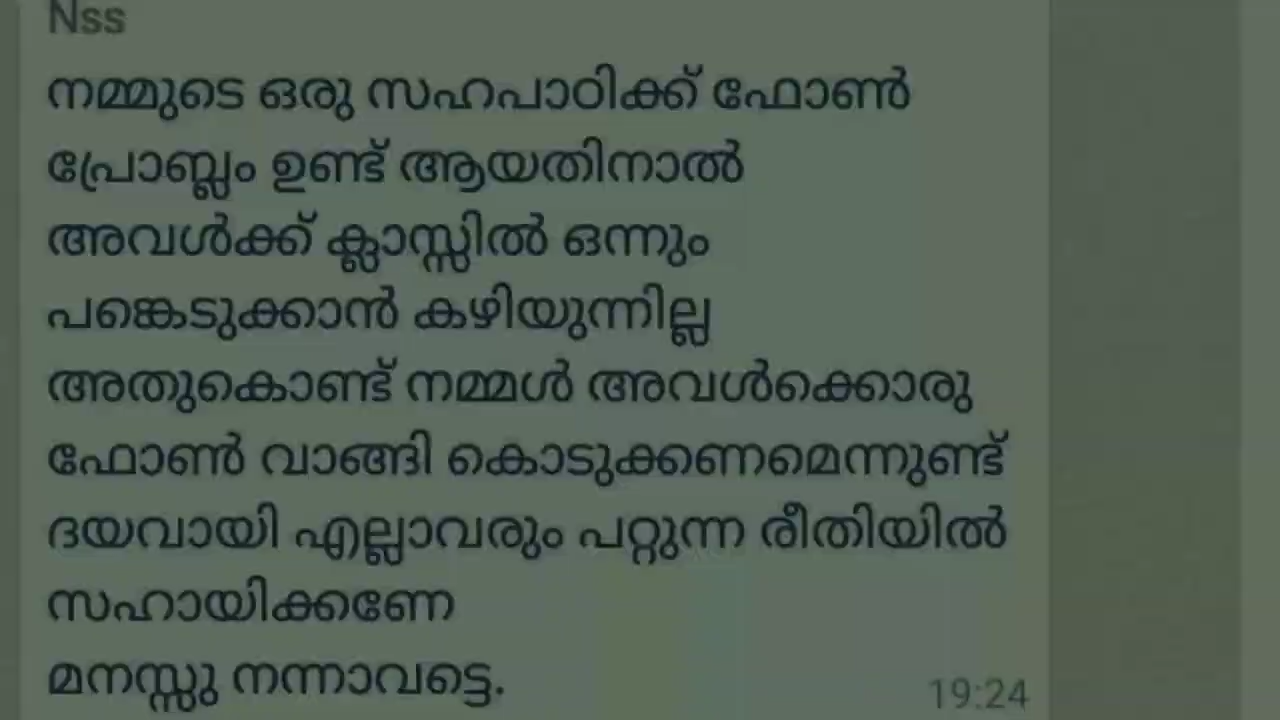 Nss
നമ്മുടെ ഒരു സഹപാഠിക്ക് ഫോൺ
പ്രോബ്ലം ഉണ്ട് ആയതിനാൽ
അവൾക്ക് ക്ലാസ്സിൽ ഒന്നും
പങ്കെടുക്കാൻ കഴിയുന്നില്ല
അതുകൊണ്ട് നമ്മൾ അവൾക്കൊരു
ഫോൺ വാങ്ങി കൊടുക്കണമെന്നുണ്ട്
ദയവായി എല്ലാവരും പറ്റുന്ന രീതിയിൽ
സഹായിക്കണേ
മനസ്സു നന്നാവട്ടെ.
19:24